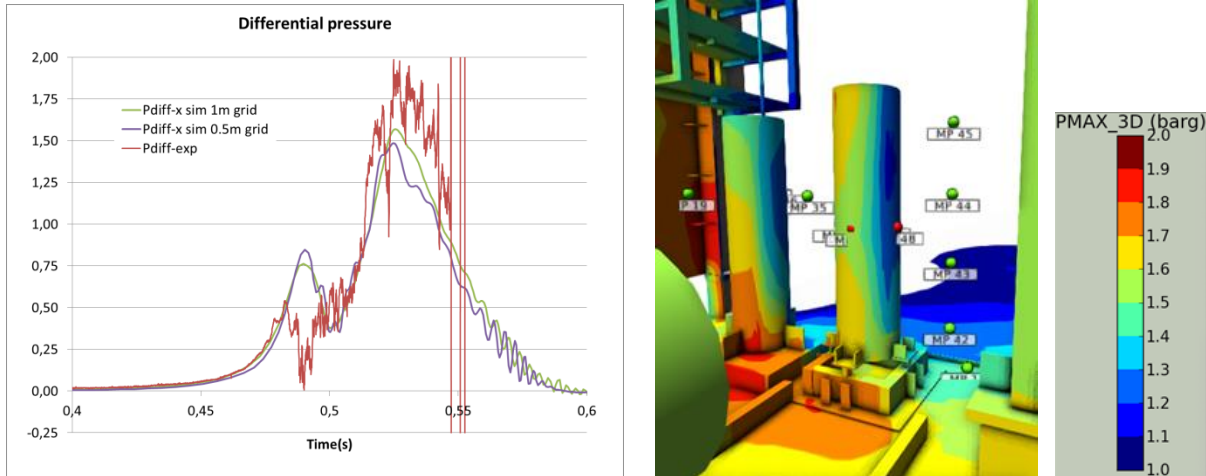 Differential pressure
2,00
1,75
1,50
1,25
1,00
0,75
0,50
0,25
0,00
-0,25
Pdiff-x sim 1m grid
Pdiff-x sim 0.5m grid
Pdiff-exp
0,4
0,45
0,5
0,55
0,6
Time(s)
MP 45
MP 35
MP 44
MP 43
MP 42
PMAX_3D (barg)
2.0
1.9
1.8
1.7
1.6
1.5
1.4
1.3
1.2
1.1
1.0